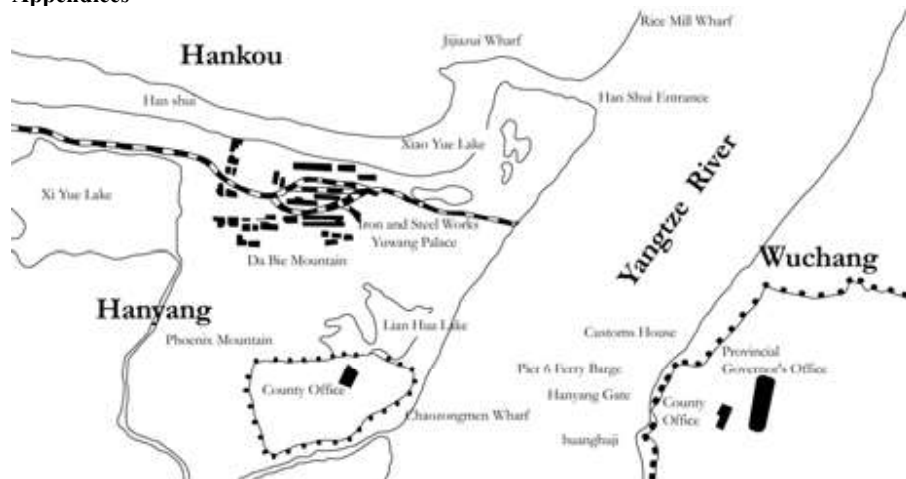 Appendices
Rice Mill Wharf
Jijiazui Wharf
Hankou
Han shui
Han Shui Entrance
Xiao Yue Lake
Xi Yue Lake
Iron and Steel Works
Yuwang Palace
Da Bie Mountain
Yangtze River
Wuchang
Hanyang
Lian Hua Lake
Phoenix Mountain
Customs House
Provincial
Governor's Office
Pier 6 Ferry Barge
County Office
Hanyang Gate
County
Office
Chaozongmen Wharf
huanghuji